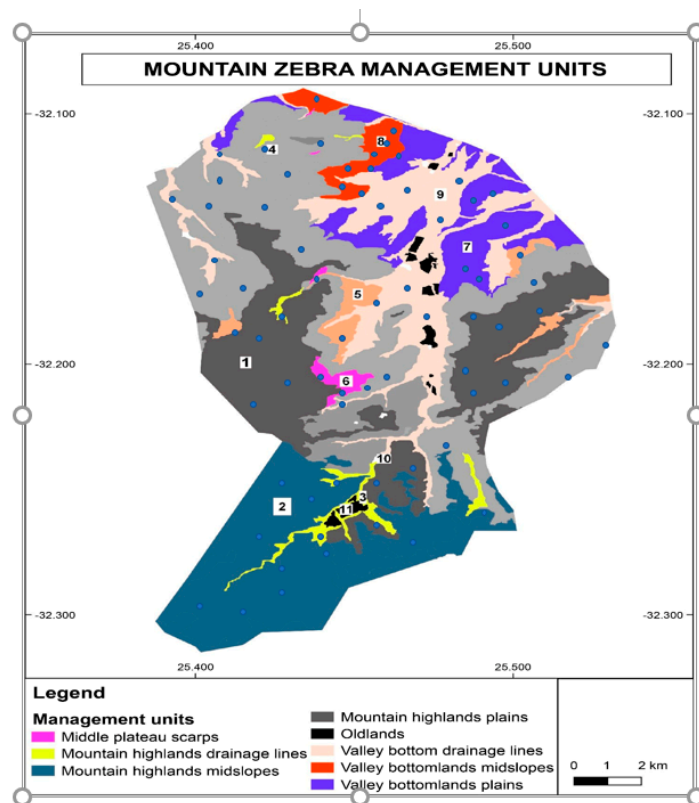 25.400 25.500
MOUNTAIN ZEBRA MANAGEMENT UNITS
-32.100 -32.100
8
4
9
7
5
-32.200 -32.200
1
6
10
2 3
11
-32.300 -32.300
25.400 25.500
Legend
Management units
Middle plateau scarps
Mountain highlands drainage lines
Mountain highlands midslopes
Mountain highlands plains
Oldlands
Valley bottom drainage lines
Valley bottomlands midslopes
Valley bottomlands plains
0 1 2 km